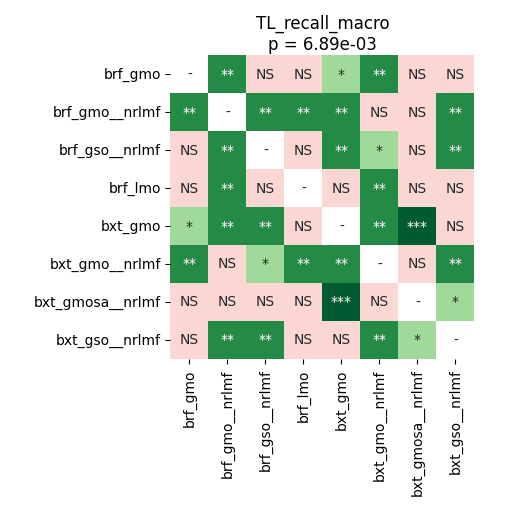 TL_recall_macro
p = 6.89e-03
brf_gmo - ** NS NS * ** NS NS
brf_gmo__nrlmf ** - ** ** ** NS NS **
brf_gso__nrlmf NS ** - NS ** * NS **
brf_lmo NS ** NS - NS ** NS NS
bxt_gmo * ** ** NS - ** *** NS
bxt_gmo__nrlmf ** NS * ** ** - NS **
bxt_gmosa__nrlmf NS NS NS NS *** NS - *
bxt_gso__nrlmf NS ** ** NS NS ** * -
brf_gmo
brf_gmo__nrlmf
brf_gso__nrlmf
brf_lmo
bxt_gmo
bxt_gmo__nrlmf
bxt_gmosa__nrlmf
bxt_gso__nrlmf